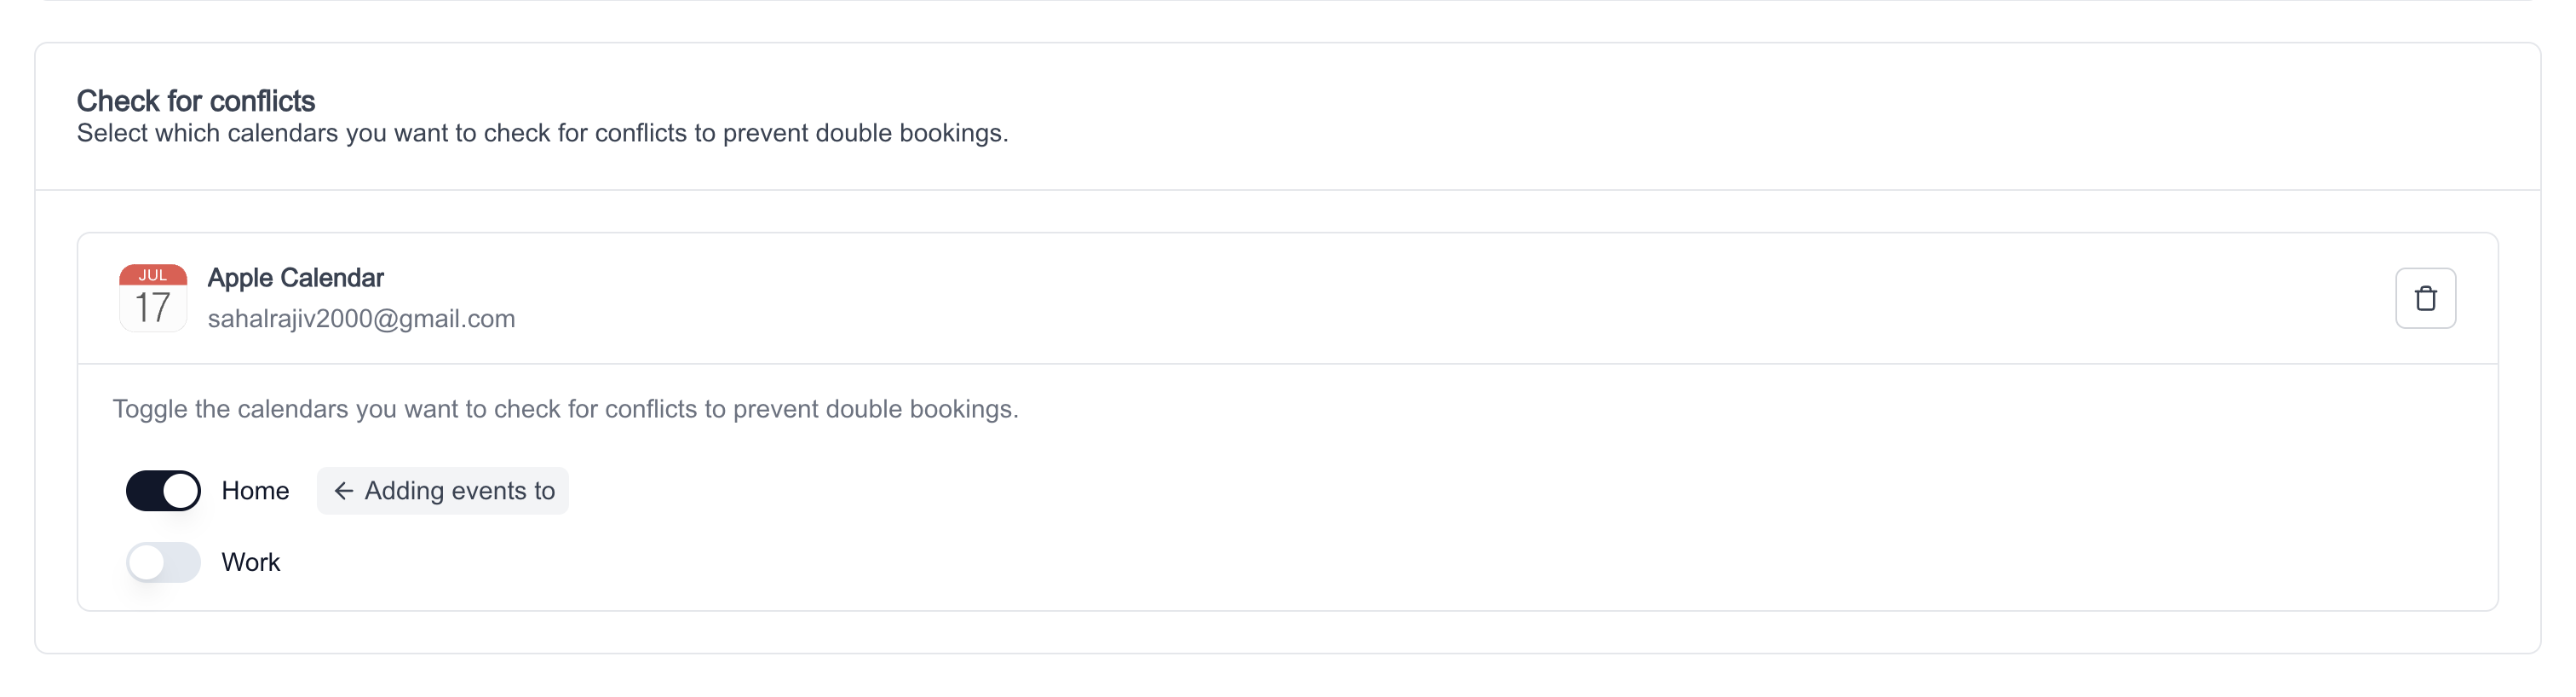 Check for conflicts
Select which calendars you want to check for conflicts to prevent double bookings.
JUL
17
Apple Calendar
sahalrajiv2000@gmail.com
Toggle the calendars you want to check for conflicts to prevent double bookings.
Home ← Adding events to
Work